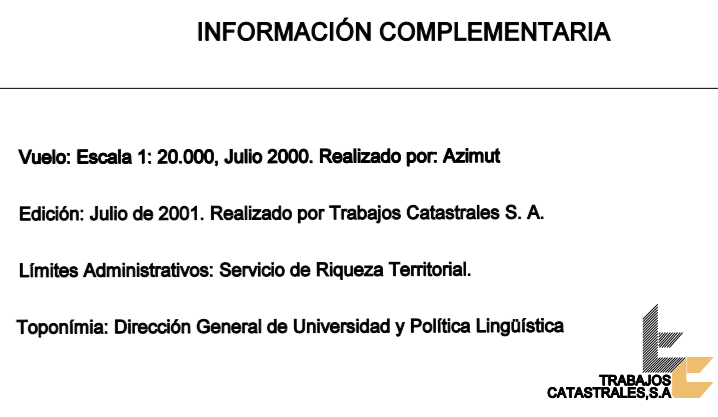 INFORMACIÓN COMPLEMENTARIA
Vuelo: Escala 1: 20.000, Julio 2000. Realizado por: Azimut
Edición: Julio de 2001. Realizado por Trabajos Catastrales S. A.
Límites Administrativos: Servicio de Riqueza Territorial.
Toponímia: Dirección General de Universidad y Política Lingüística
TRABAJOS
CATASTRALES,S.A